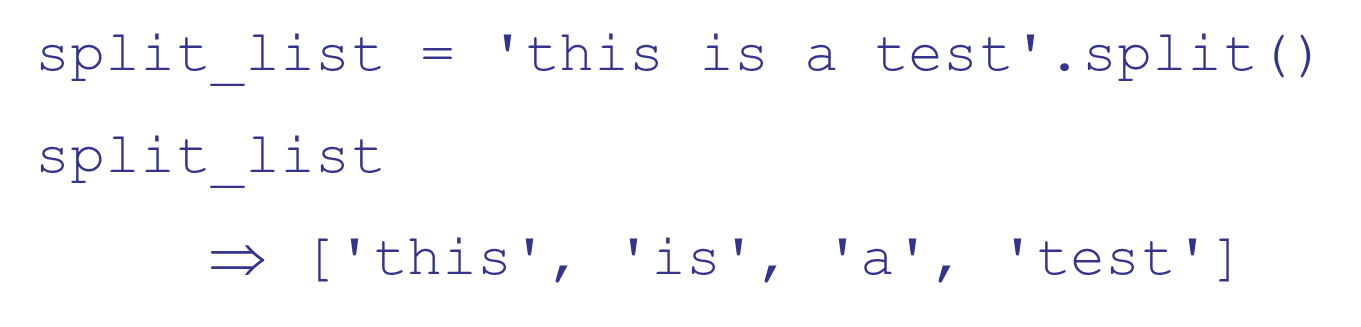 split_list = 'this is a test'.split()
split_list
⇒ ['this', 'is', 'a', 'test']